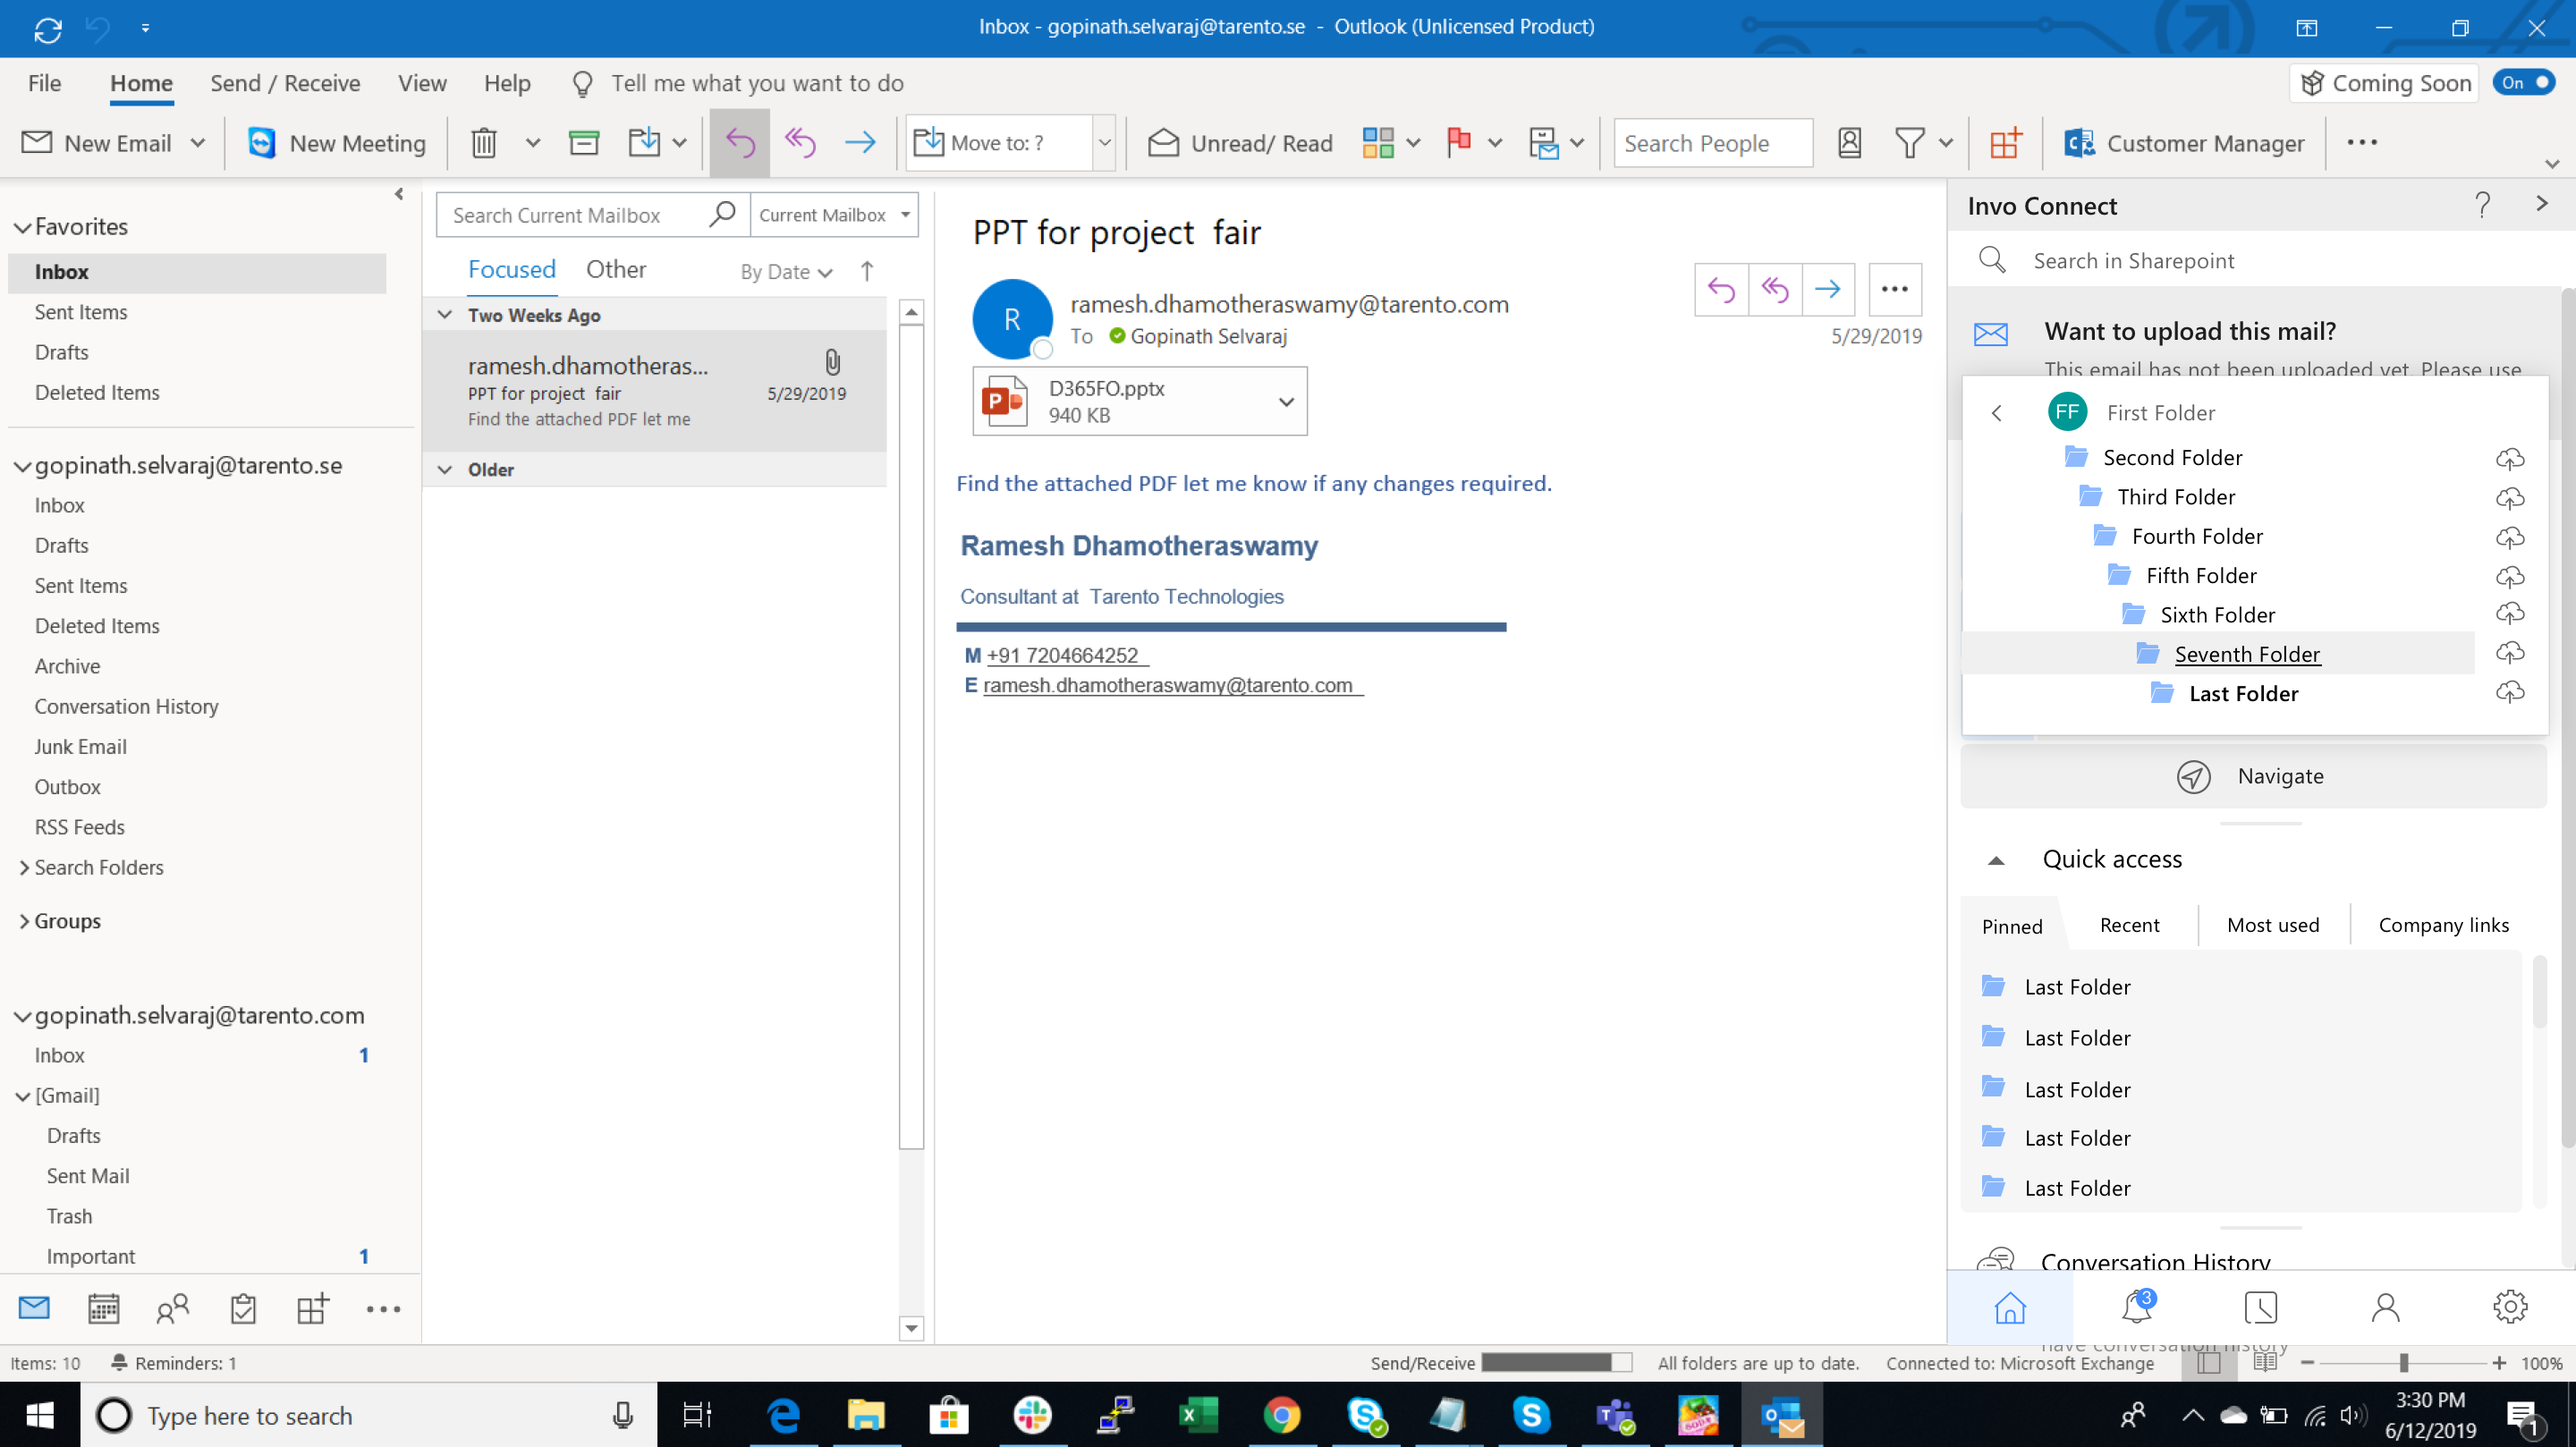 Inbox - gopinath.selvaraj@tarento.se - Outlook (Unlicensed Product)
File Home Send / Receive View Help Tell me what you want to do
Coming Soon On
New Email New Meeting Move to: ? Unread/ Read Search People Customer Manager
Favorites
Inbox
Sent Items
Drafts
Deleted Items
gopinath.selvaraj@tarento.se
Inbox
Drafts
Sent Items
Deleted Items
Archive
Conversation History
Junk Email
Outbox
RSS Feeds
Search Folders
Groups
gopinath.selvaraj@tarento.com
Inbox 1
[Gmail]
Drafts
Sent Mail
Trash
Important 1
Search Current Mailbox Current Mailbox
Focused Other By Date
Two Weeks Ago
ramesh.dhamotheras...
PPT for project fair 5/29/2019
Find the attached PDF let me
Older
PPT for project fair
R
ramesh.dhamotheraswamy@tarento.com
To Gopinath Selvaraj
5/29/2019
D365FO.pptx
940 KB
Find the attached PDF let me know if any changes required.
Ramesh Dhamotheraswamy
Consultant at Tarento Technologies
M +91 7204664252
E ramesh.dhamotheraswamy@tarento.com
Invo Connect ?
Search in Sharepoint
Want to upload this mail?
This email has not been uploaded yet. Please use
FF First Folder
Second Folder
Third Folder
Fourth Folder
Fifth Folder
Sixth Folder
Seventh Folder
Last Folder
Navigate
Quick access
Pinned Recent Most used Company links
Last Folder
Last Folder
Last Folder
Last Folder
Last Folder
Conversation History
3
have conversation history
Items: 10 Reminders: 1
Send/Receive All folders are up to date. Connected to: Microsoft Exchange 100%
Type here to search
3:30 PM
6/12/2019
1